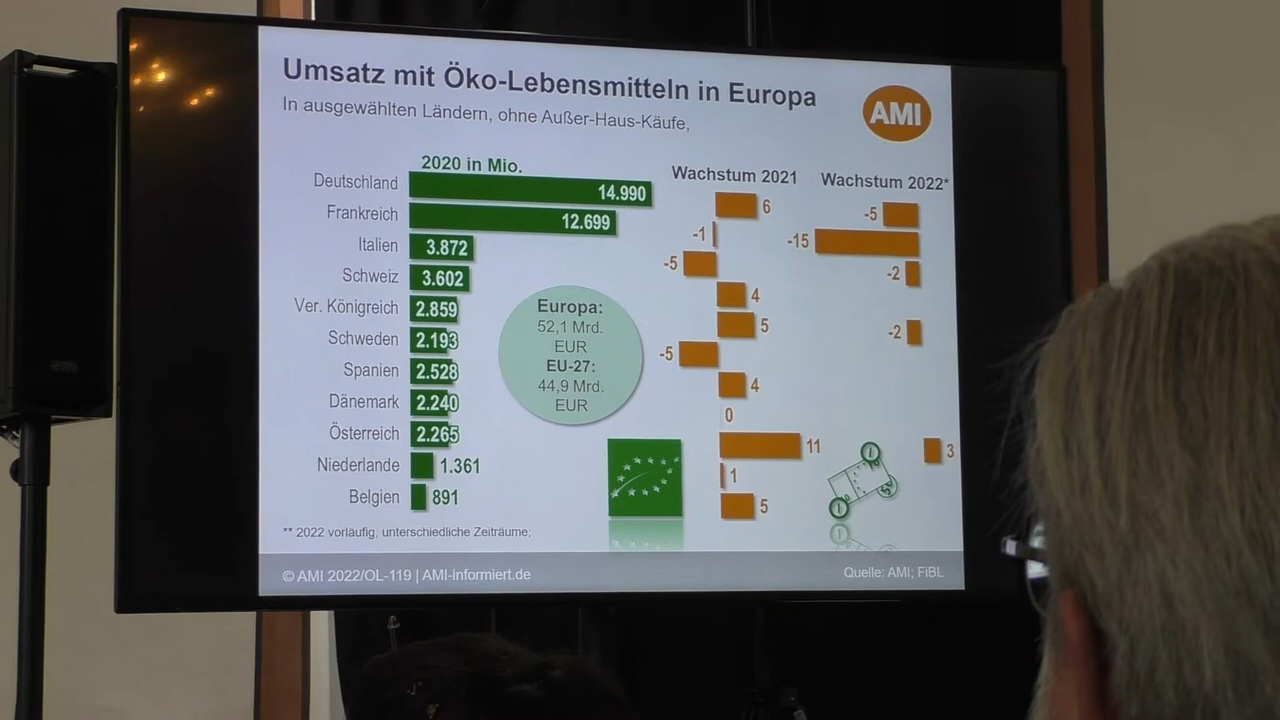 Umsatz mit Öko-Lebensmitteln in Europa
In ausgewählten Ländern, ohne Außer-Haus-Käufe,
AMI
2020 in Mio. Wachstum 2021 Wachstum 2022*
Deutschland 14.990 6 -5
Frankreich 12.699 -1 -15
Italien 3.872 -5 -2
Schweiz 3.602 4
Ver. Königreich 2.859 5 -2
Schweden 2.193 -5
Spanien 2.528 4
Dänemark 2.240 0
Österreich 2.265 11 3
Niederlande 1.361 1
Belgien 891 5
Europa:
52,1 Mrd.
EUR
EU-27:
44,9 Mrd.
EUR
** 2022 vorläufig, unterschiedliche Zeiträume;
© AMI 2022/OL-119 | AMI-informiert.de
Quelle: AMI; FiBL